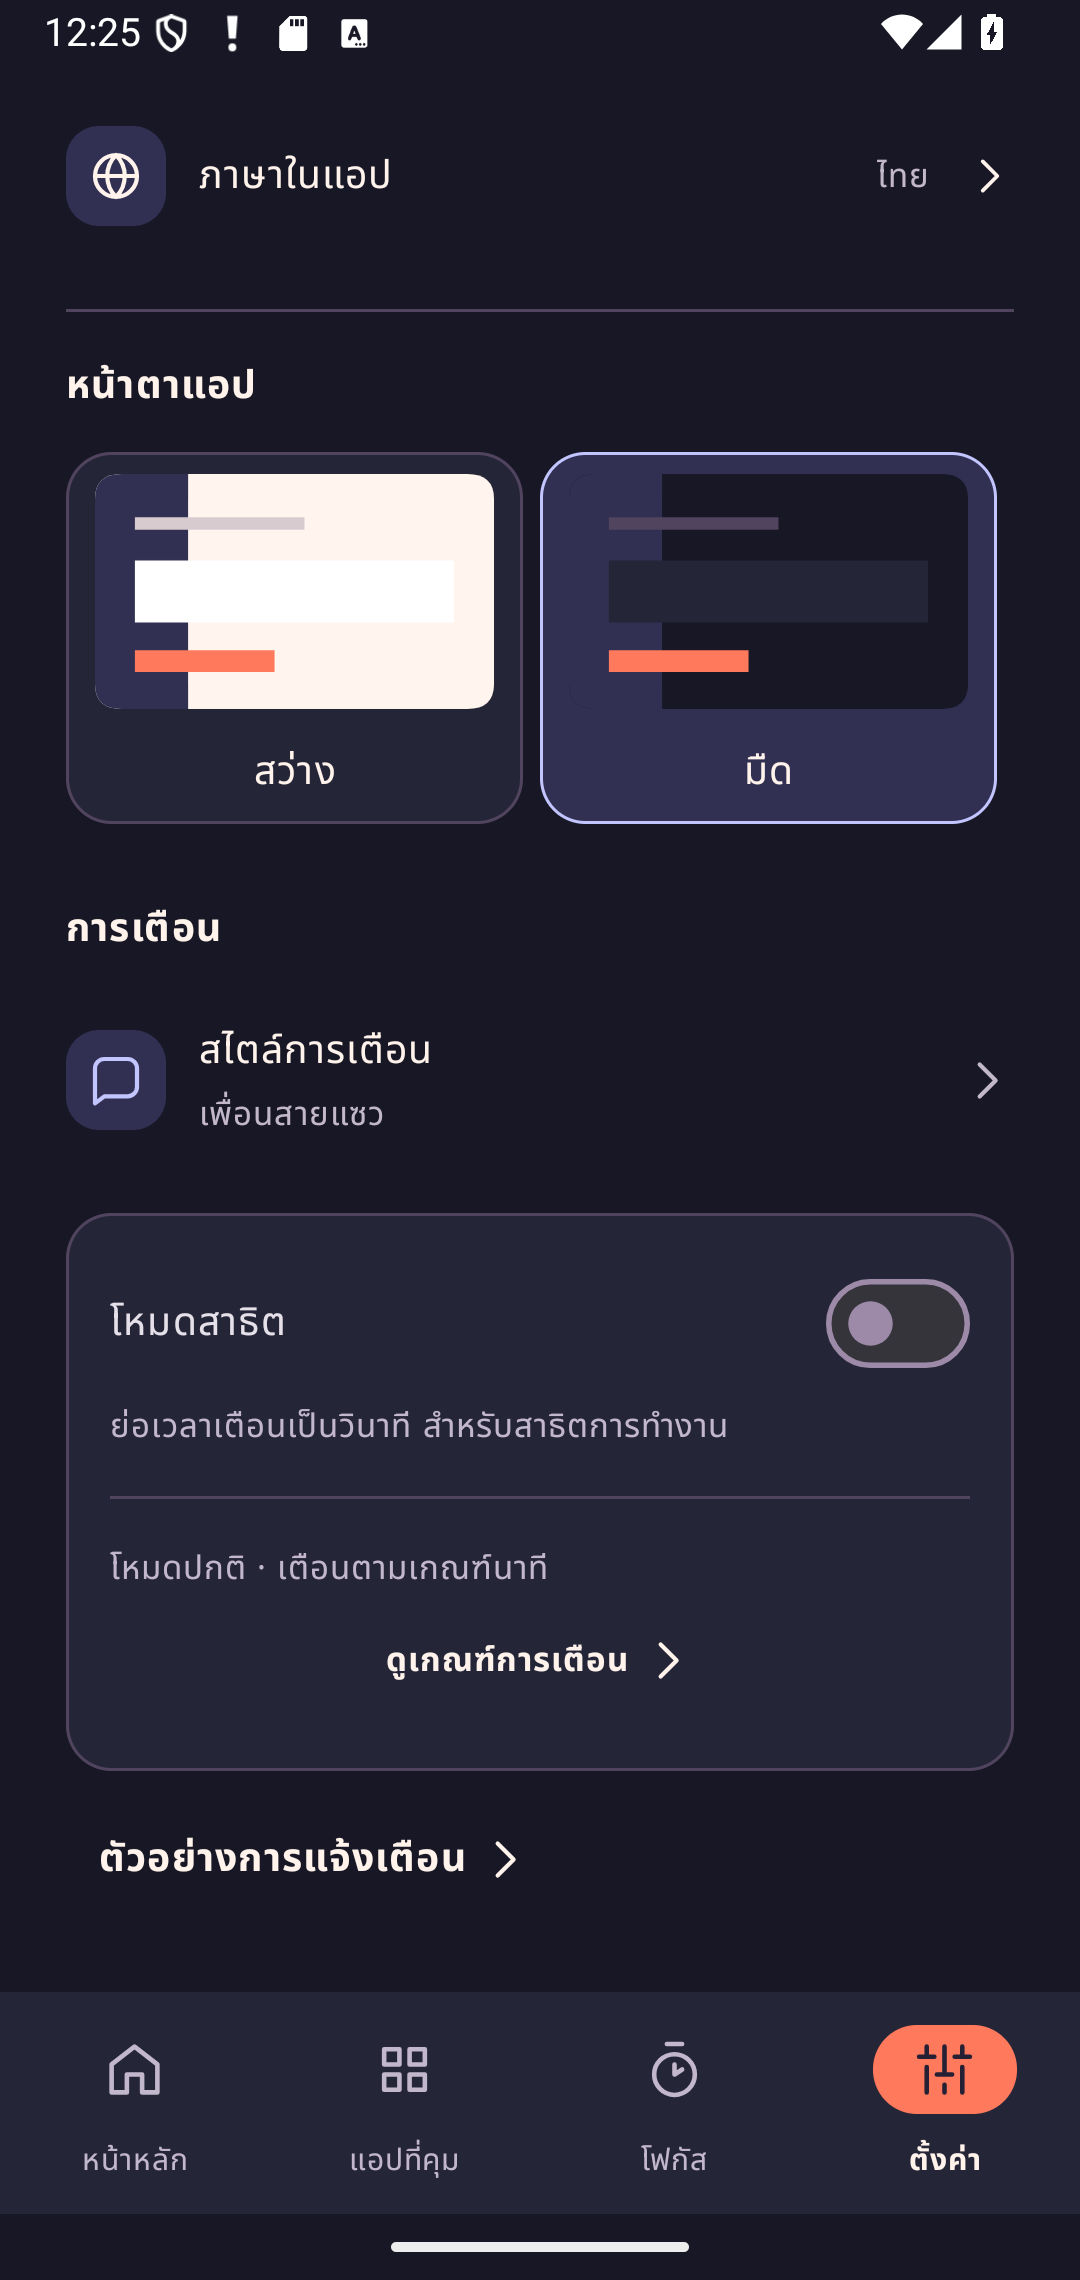 12:25
ภาษาในแอป
ไทย
หน้าตาแอป
สว่าง
มืด
การเตือน
สไตล์การเตือน
เพื่อนสายแซว
โหมดสาธิต
ย่อเวลาเตือนเป็นวินาที สำหรับสาธิตการทำงาน
โหมดปกติ · เตือนตามเกณฑ์นาที
ดูเกณฑ์การเตือน
ตัวอย่างการแจ้งเตือน
หน้าหลัก
แอปที่คุม
โฟกัส
ตั้งค่า